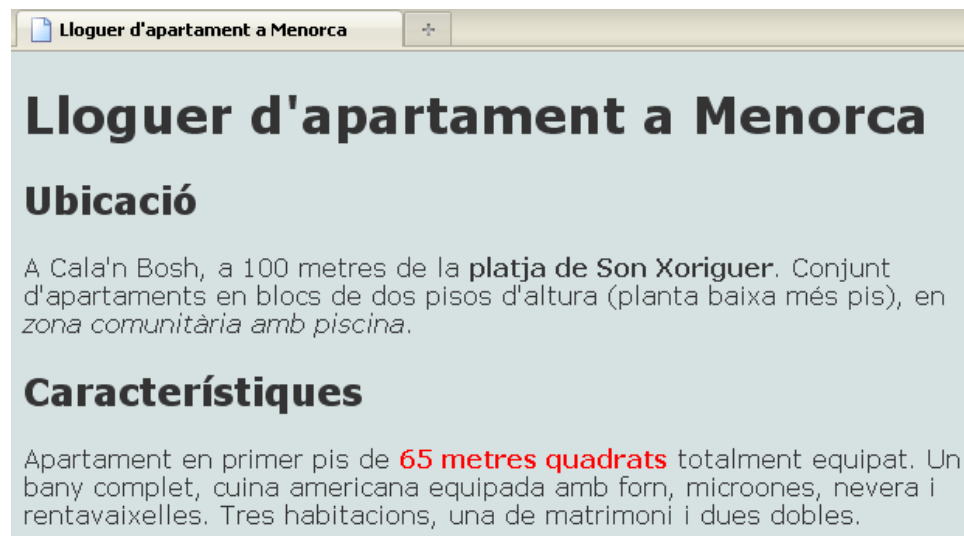 Lloguer d'apartament a Menorca
Lloguer d'apartament a Menorca
Ubicació
A Cala'n Bosh, a 100 metres de la platja de Son Xoriguer. Conjunt
d'apartaments en blocs de dos pisos d'altura (planta baixa més pis), en
zona comunitària amb piscina.
Característiques
Apartament en primer pis de 65 metres quadrats totalment equipat. Un
bany complet, cuina americana equipada amb forn, microones, nevera i
rentavaixelles. Tres habitacions, una de matrimoni i dues dobles.